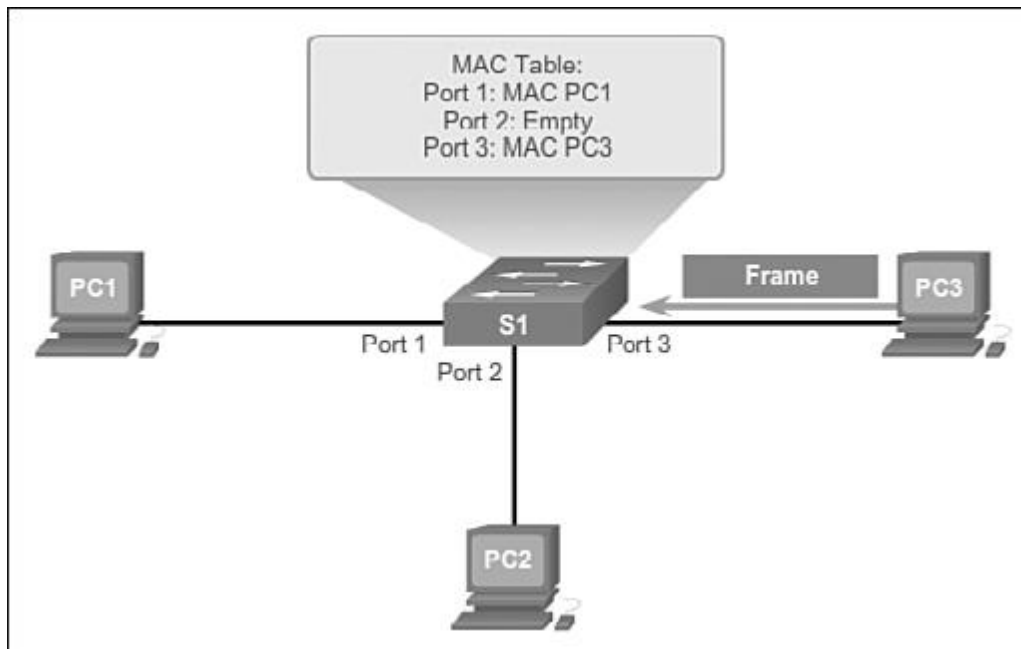 MAC Table:
Port 1: MAC PC1
Port 2: Empty
Port 3: MAC PC3
PC1
Frame
PC3
S1
Port 1
Port 3
Port 2
PC2